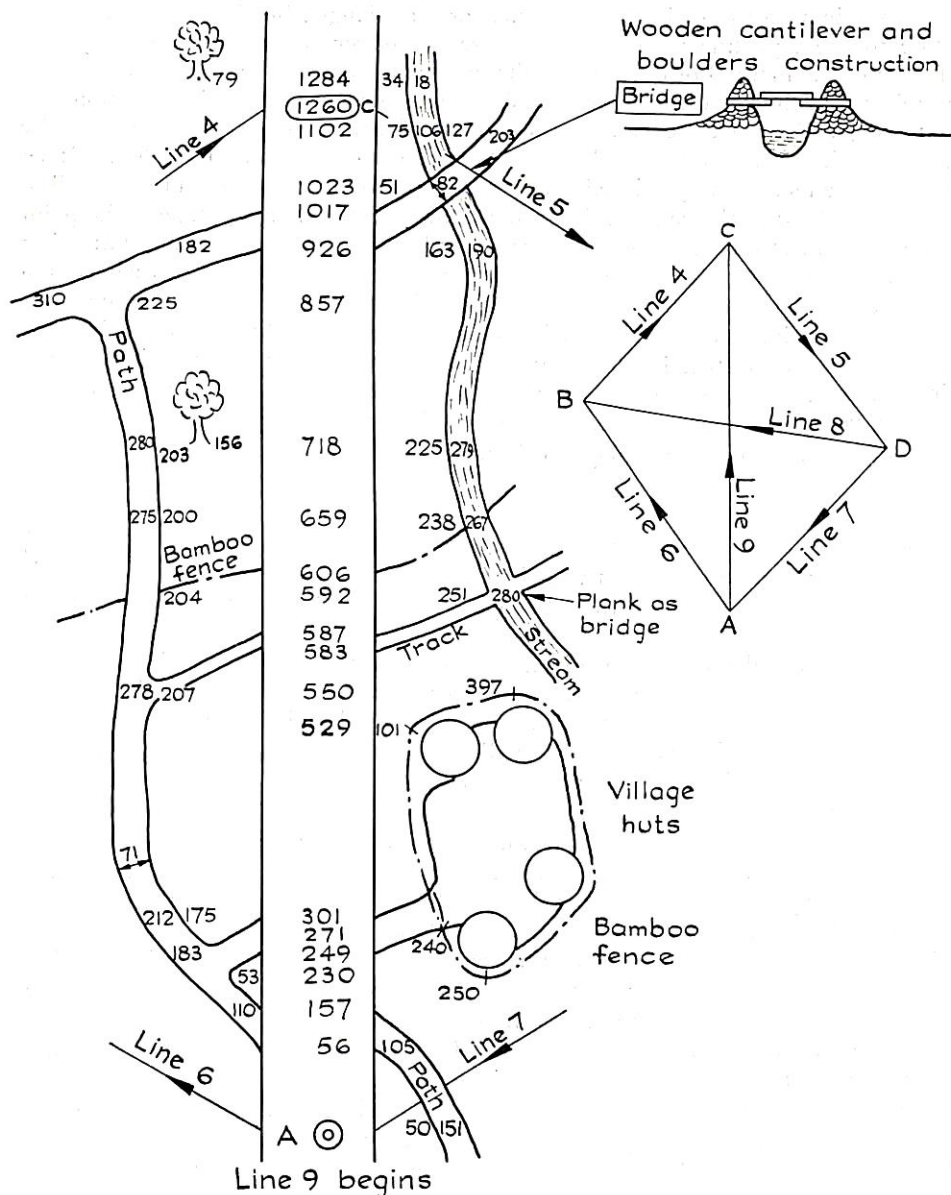 Wooden cantilever and
boulders construction
Bridge
79 1284 34 18
1260 C
Line 4 1102 75 106 127 203
1023 51 82
Line 5
1017
182 926 163 190
310 225 857
Path
280 203 156 718 225 279
275 200 659 238 267
Bamboo
fence
606
204 592 251 280
Plank as
bridge
587
583 Track
Stream
278 207 550 397
529 101
Village
huts
71
212 175 301
271
183 249 240
Bamboo
fence
53 230 250
110 157
Line 6 56 105 Line 7
Path
A 50 151
Line 9 begins
C
Line 4
Line 5
B
Line 8
D
Line 6
Line 9
Line 7
A